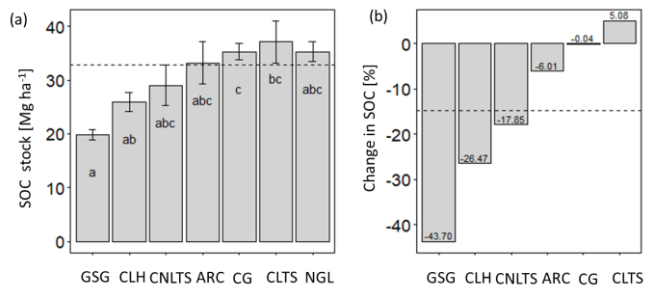 (a)
SOC stock [Mg ha⁻¹]
40
30
20
10
0
a
ab
abc
abc
c
bc
abc
GSG CLH CNLTS ARC CG CLTS NGL
(b)
Change in SOC [%]
0
-10
-20
-30
-40
-43.70
-26.47
-17.85
-6.01
-0.04
5.08
GSG CLH CNLTS ARC CG CLTS